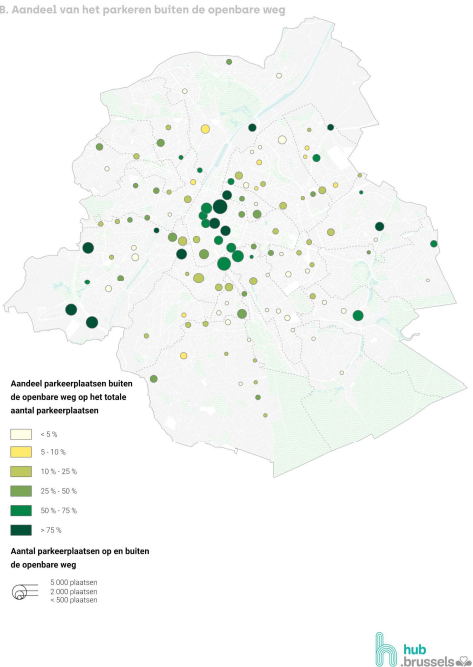 B. Aandeel van het parkeren buiten de openbare weg
Aandeel parkeerplaatsen buiten
de openbare weg op het totale
aantal parkeerplaatsen
< 5 %
5 - 10 %
10 % - 25 %
25 % - 50 %
50 % - 75 %
> 75 %
Aantal parkeerplaatsen op en buiten
de openbare weg
5 000 plaatsen
2 000 plaatsen
< 500 plaatsen
hub
.brussels